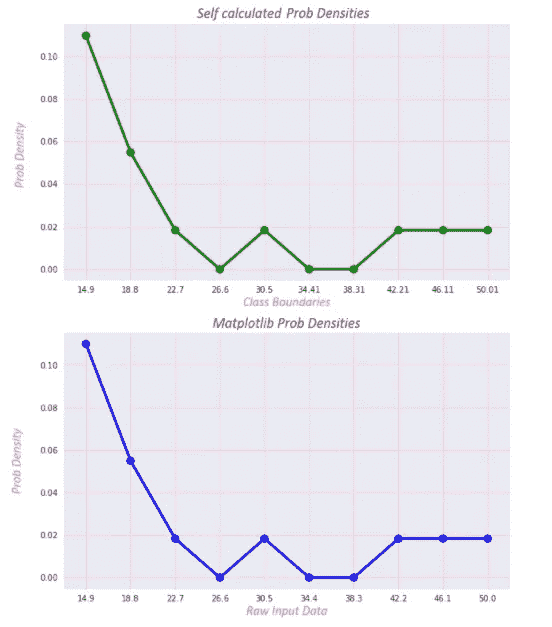 Self calculated Prob Densities
Prob Density
0.10
0.08
0.06
0.04
0.02
0.00
14.9 18.8 22.7 26.6 30.5 34.41 38.31 42.21 46.11 50.01
Class Boundaries
Matplotlib Prob Densities
Prob Density
0.10
0.08
0.06
0.04
0.02
0.00
14.9 18.8 22.7 26.6 30.5 34.4 38.3 42.2 46.1 50.0
Raw Input Data